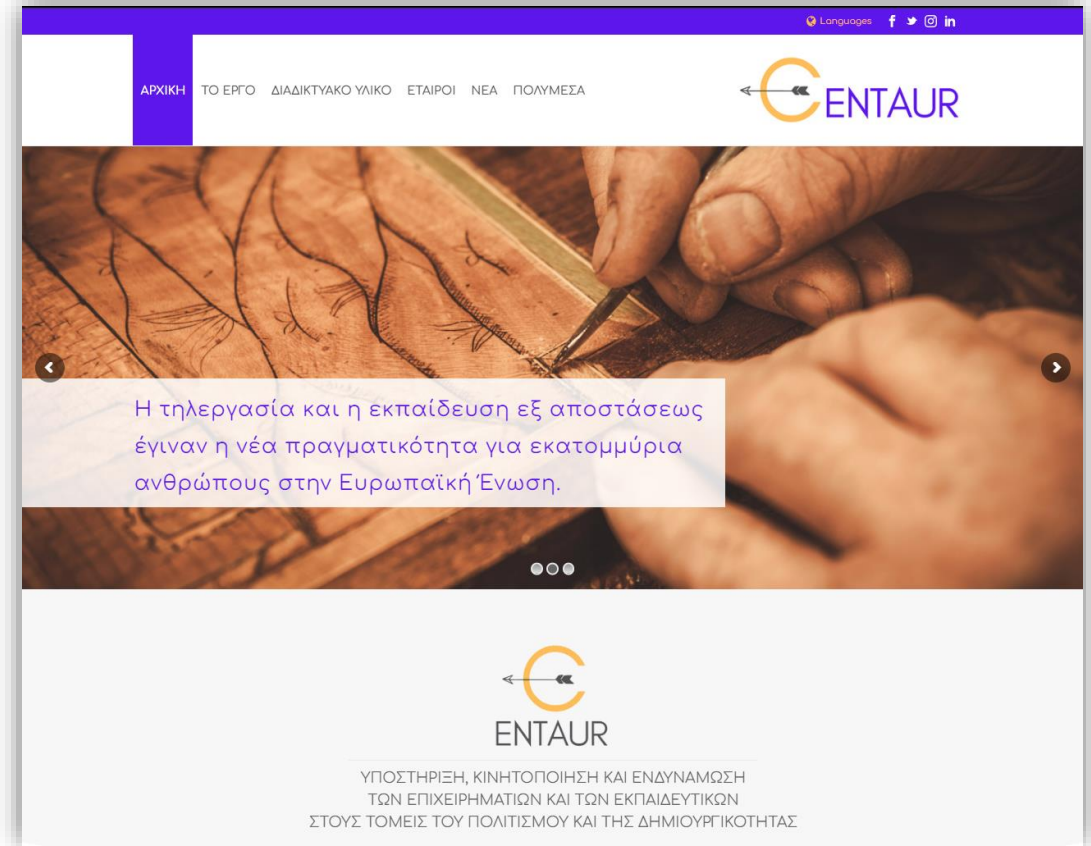 Languages
ΑΡΧΙΚΗ ΤΟ ΕΡΓΟ ΔΙΑΔΙΚΤΥΑΚΟ ΥΛΙΚΟ ΕΤΑΙΡΟΙ ΝΕΑ ΠΟΛΥΜΕΣΑ
CENTAUR
Η τηλεργασία και η εκπαίδευση εξ αποστάσεως
έγιναν η νέα πραγματικότητα για εκατομμύρια
ανθρώπους στην Ευρωπαϊκή Ένωση.
CENTAUR
ΥΠΟΣΤΗΡΙΞΗ, ΚΙΝΗΤΟΠΟΙΗΣΗ ΚΑΙ ΕΝΔΥΝΑΜΩΣΗ
ΤΩΝ ΕΠΙΧΕΙΡΗΜΑΤΙΩΝ ΚΑΙ ΤΩΝ ΕΚΠΑΙΔΕΥΤΙΚΩΝ
ΣΤΟΥΣ ΤΟΜΕΙΣ ΤΟΥ ΠΟΛΙΤΙΣΜΟΥ ΚΑΙ ΤΗΣ ΔΗΜΙΟΥΡΓΙΚΟΤΗΤΑΣ